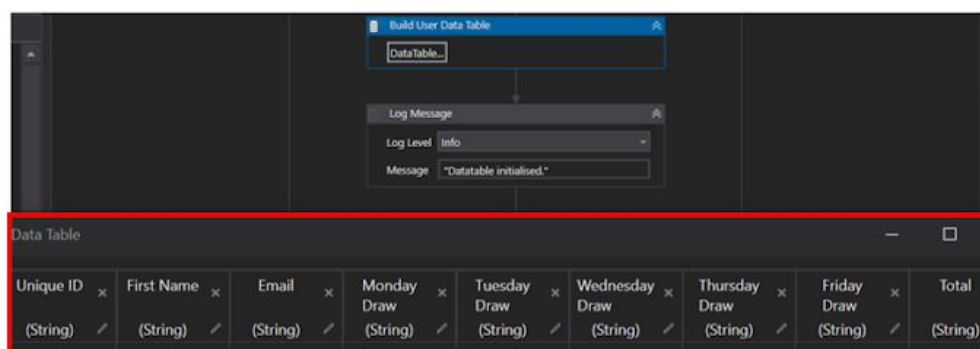 Build User Data Table
DataTable...
Log Message
Log Level Info
Message "Datatable initialised."
Data Table
Unique ID First Name Email Monday Draw Tuesday Draw Wednesday Draw Thursday Draw Friday Draw Total
(String) (String) (String) (String) (String) (String) (String) (String) (String)